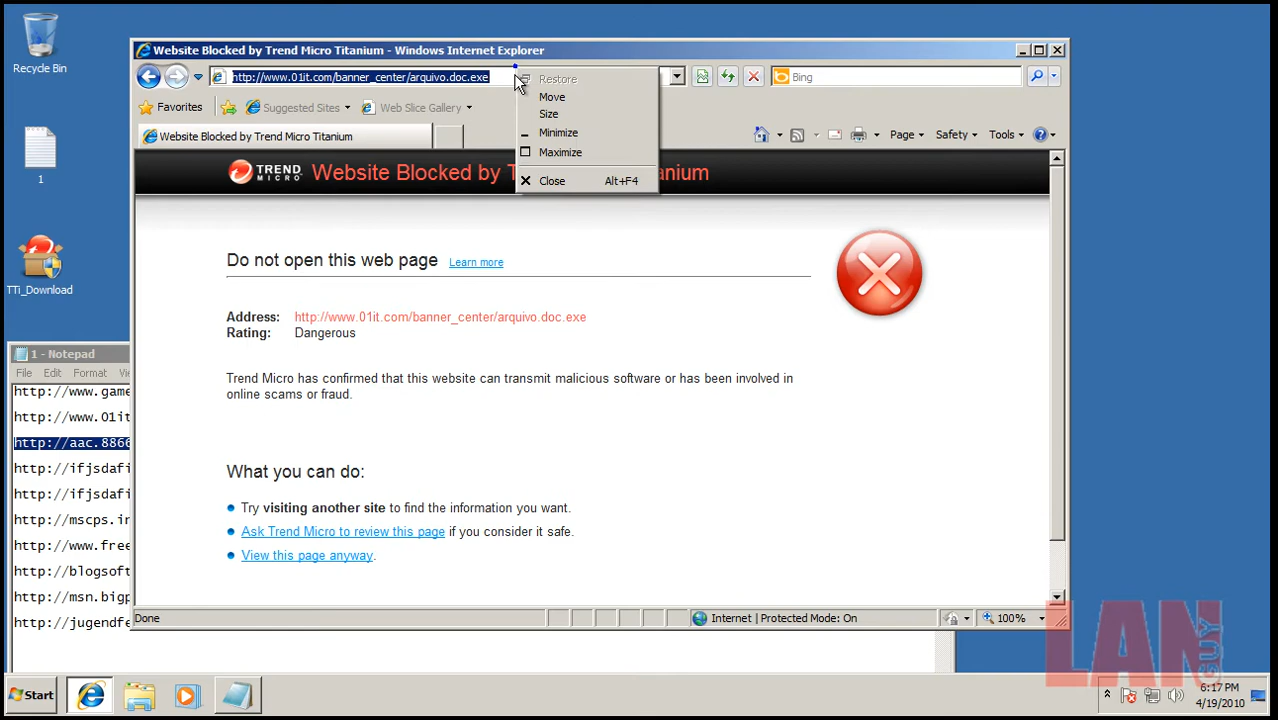 Recycle Bin
1
TTi_Download
Website Blocked by Trend Micro Titanium - Windows Internet Explorer
http://www.01it.com/banner_center/arquivo.doc.exe
Bing
Favorites
Suggested Sites
Web Slice Gallery
Website Blocked by Trend Micro Titanium
Page
Safety
Tools
Restore
Move
Size
Minimize
Maximize
Close Alt+F4
TREND MICRO
Website Blocked by T anium
Do not open this web page Learn more
Address: http://www.01it.com/banner_center/arquivo.doc.exe
Rating: Dangerous
Trend Micro has confirmed that this website can transmit malicious software or has been involved in
online scams or fraud.
What you can do:
Try visiting another site to find the information you want.
Ask Trend Micro to review this page if you consider it safe.
View this page anyway.
Done
Internet | Protected Mode: On
100%
1 - Notepad
File Edit Format Vi
http://www.game
http://www.01it
http://aac.8866
http://ifjsdafi
http://ifjsdafi
http://mscps.in
http://www.free
http://blogsoft
http://msn.bigp
http://jugendfe
LAN GUY
Start
6:17 PM
4/19/2010